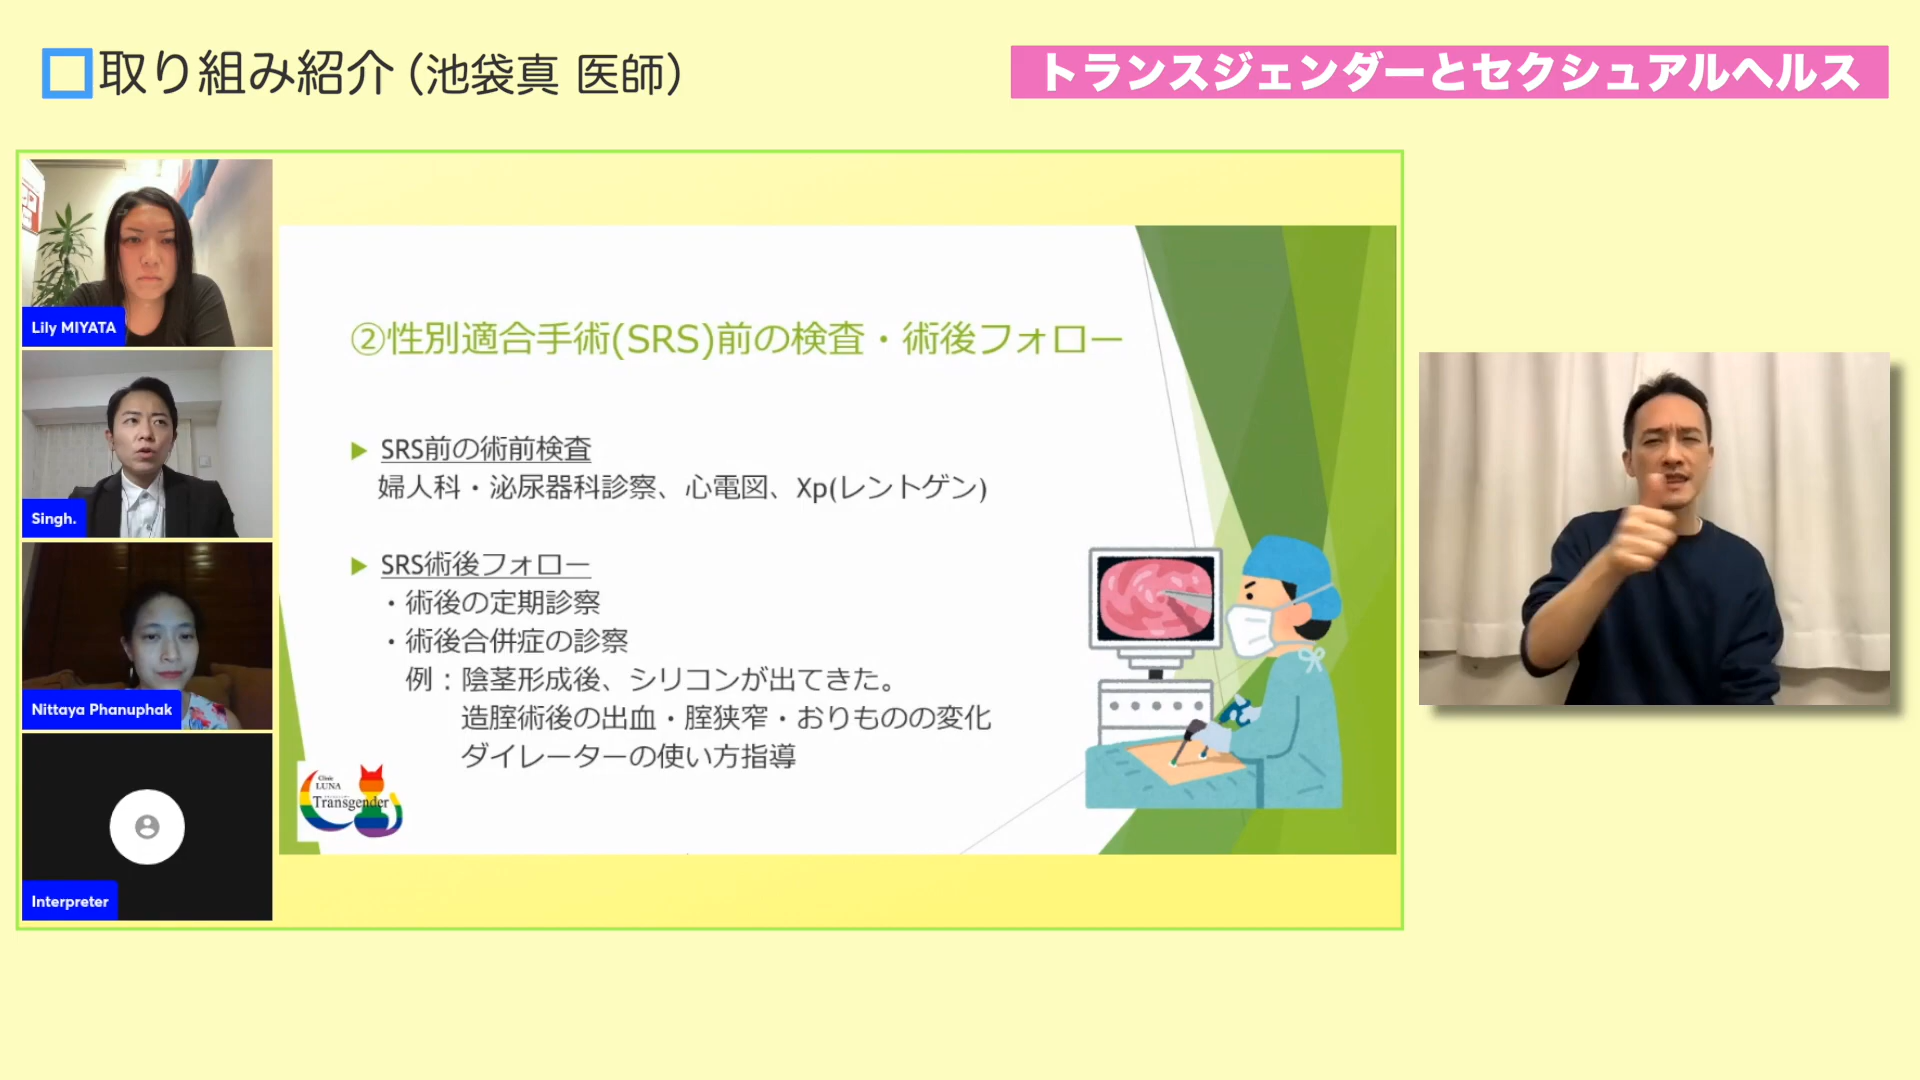 取り組み紹介(池袋真 医師)
トランスジェンダーとセクシュアルヘルス
Lily MIYATA
Singh.
Nittaya Phanuphak
Interpreter
②性別適合手術(SRS)前の検査・術後フォロー
SRS前の術前検査
婦人科・泌尿器科診察、心電図、Xp(レントゲン)
SRS術後フォロー
・術後の定期診察
・術後合併症の診察
例：陰茎形成後、シリコンが出てきた。
造腟術後の出血・腟狭窄・おりものの変化
ダイレーターの使い方指導
Clinic
LUNA
Transgender